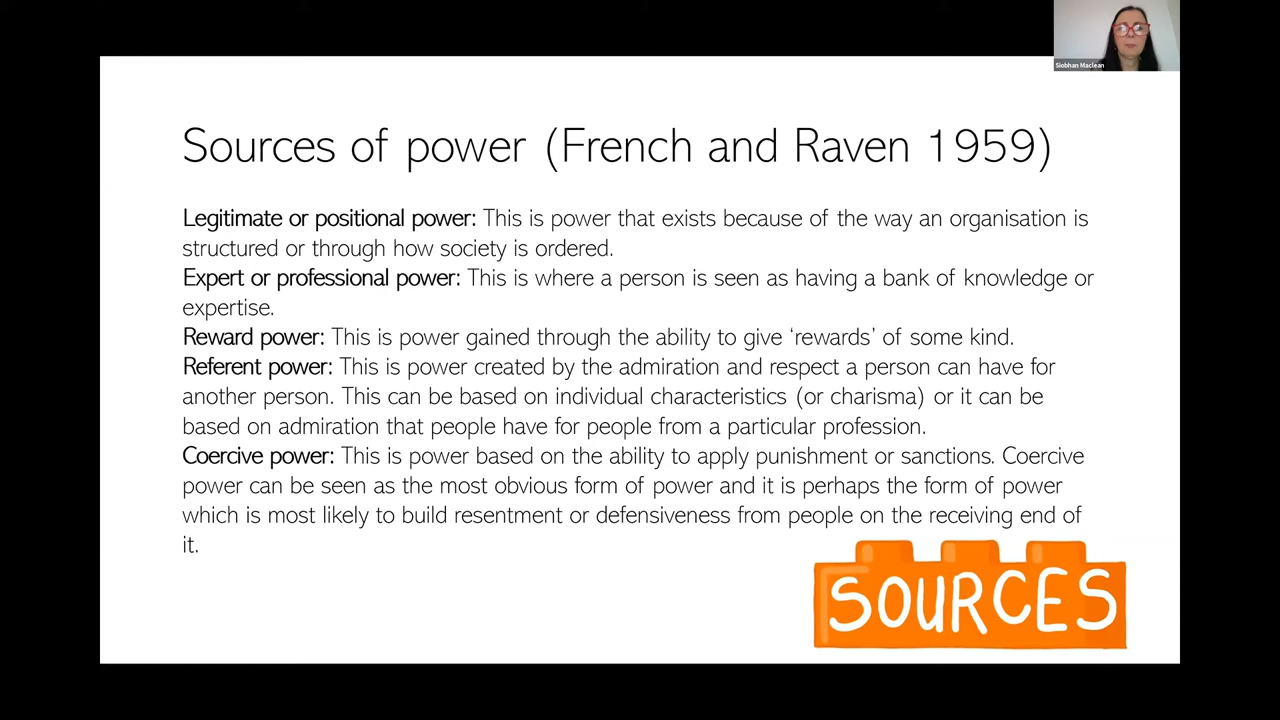 Siobhan Maclean
Sources of power (French and Raven 1959)
Legitimate or positional power: This is power that exists because of the way an organisation is
structured or through how society is ordered.
Expert or professional power: This is where a person is seen as having a bank of knowledge or
expertise.
Reward power: This is power gained through the ability to give ‘rewards’ of some kind.
Referent power: This is power created by the admiration and respect a person can have for
another person. This can be based on individual characteristics (or charisma) or it can be
based on admiration that people have for people from a particular profession.
Coercive power: This is power based on the ability to apply punishment or sanctions. Coercive
power can be seen as the most obvious form of power and it is perhaps the form of power
which is most likely to build resentment or defensiveness from people on the receiving end of
it.
SOURCES